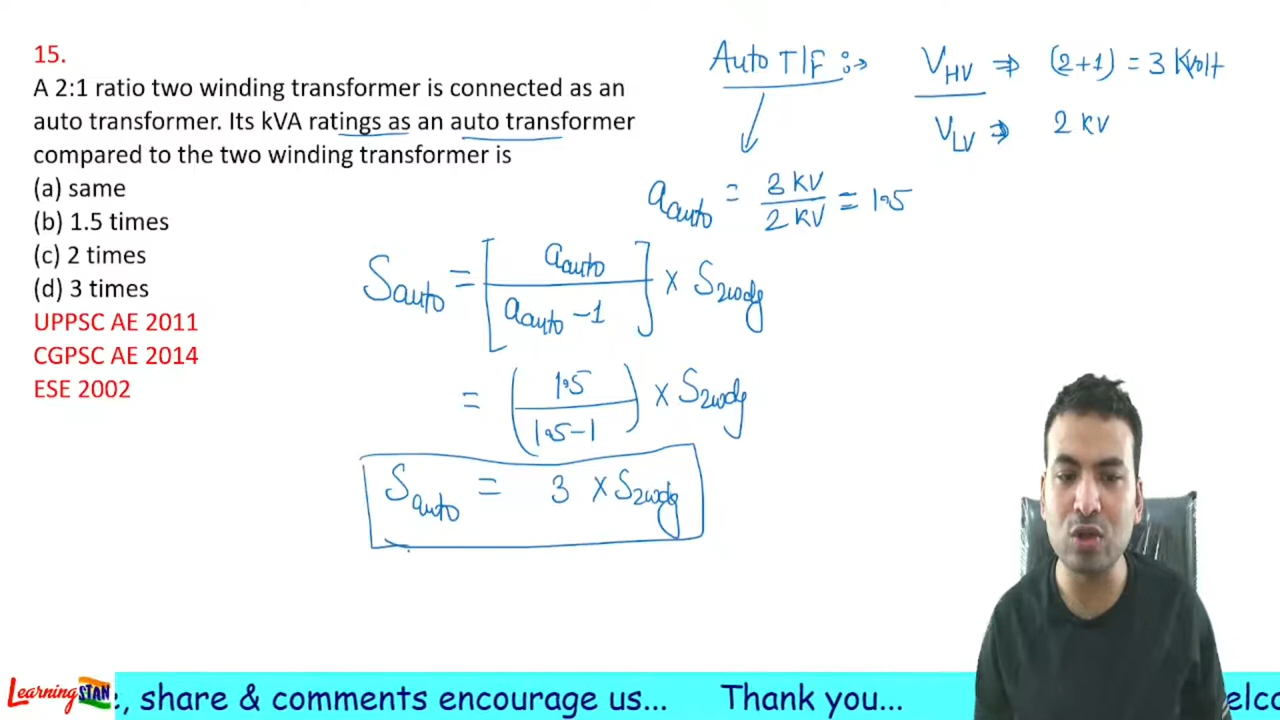 15.
A 2:1 ratio two winding transformer is connected as an
auto transformer. Its kVA ratings as an auto transformer
compared to the two winding transformer is
(a) same
(b) 1.5 times
(c) 2 times
(d) 3 times
UPPSC AE 2011
CGPSC AE 2014
ESE 2002
Auto T/F :→ V_HV ⇒ (2+1) = 3 KVolt
V_LV ⇒ 2 KV
a_auto = 3 KV / 2 KV = 1.5
S_auto = [a_auto / a_auto - 1] × S_2wdg
= (1.5 / 1.5-1) × S_2wdg
S_auto = 3 × S_2wdg
Learning STAN
, share & comments encourage us... Thank you... elco